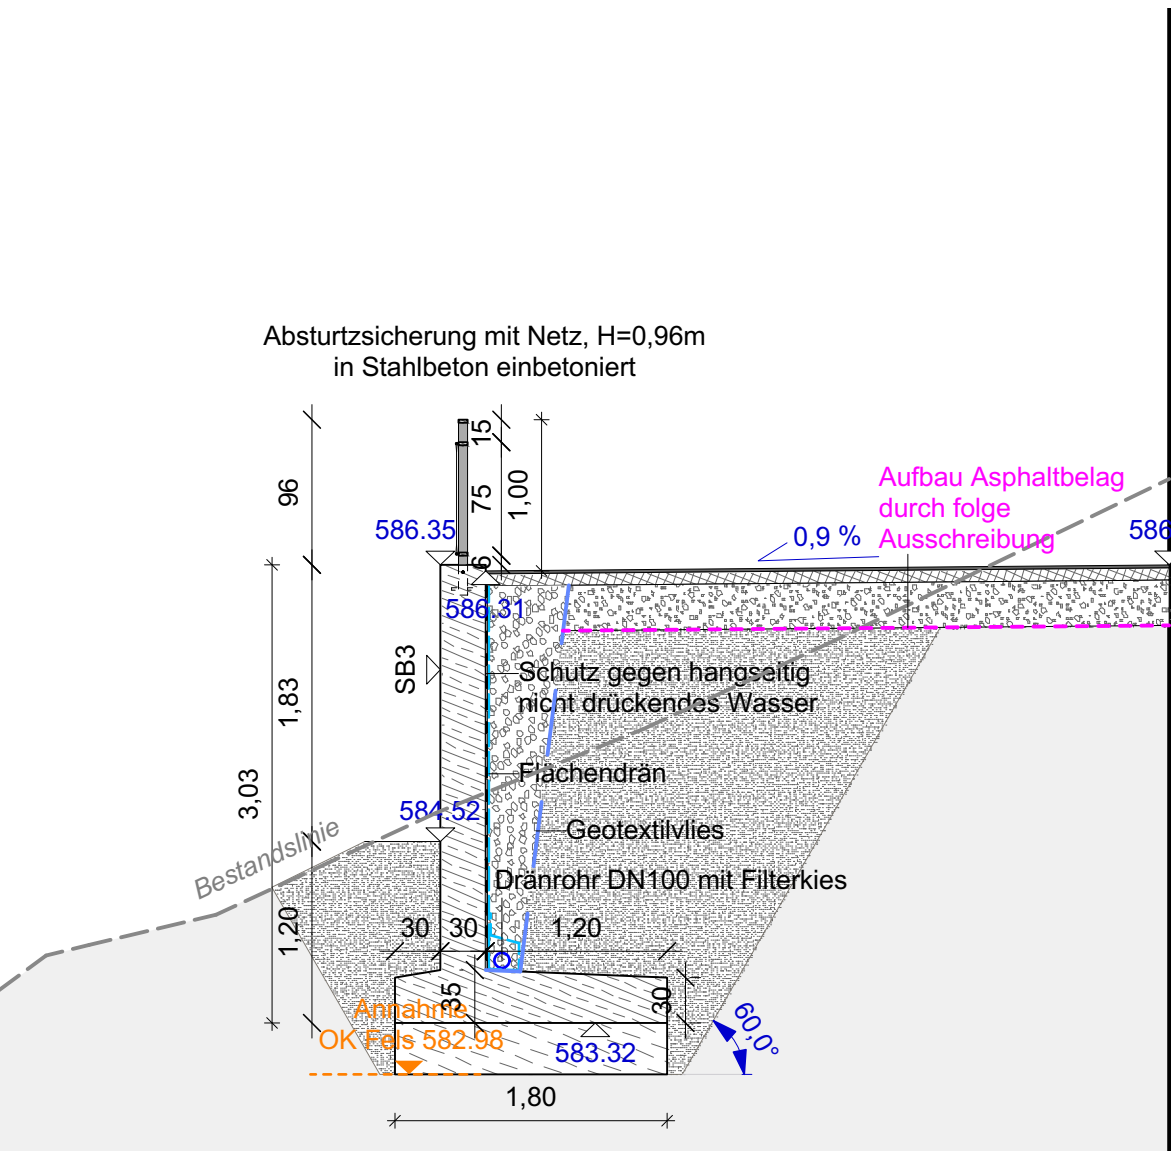 Absturtzsicherung mit Netz, H=0,96m
in Stahlbeton einbetoniert
96
15
75
1,00
6
Aufbau Asphaltbelag
durch folge
Ausschreibung
586.35
0,9 %
586
586.31
SB3
Schutz gegen hangseitig
nicht drückendes Wasser
1,83
3,03
Flächendrän
584.52
Geotextilvlies
Bestandslinie
Dränrohr DN100 mit Filterkies
1,20
30
30
1,20
35
30
Annahme
OK Fels 582.98
583.32
60,0°
1,80